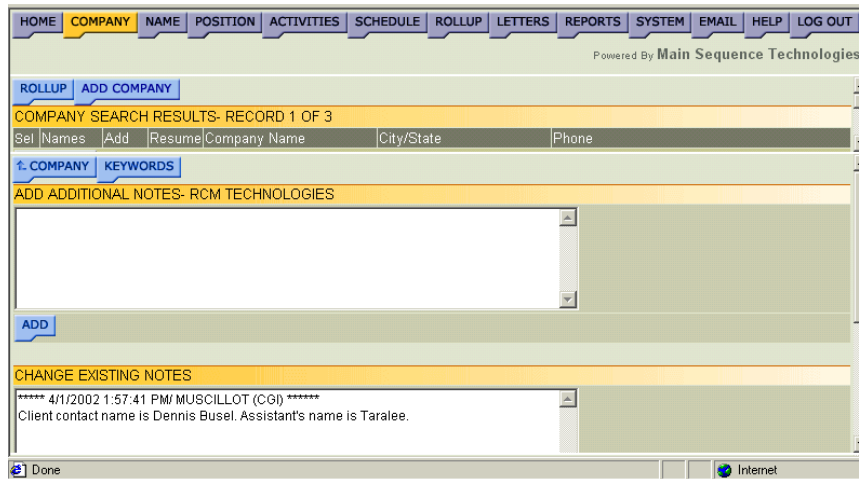 HOME COMPANY NAME POSITION ACTIVITIES SCHEDULE ROLLUP LETTERS REPORTS SYSTEM EMAIL HELP LOG OUT
Powered By Main Sequence Technologies
ROLLUP ADD COMPANY
COMPANY SEARCH RESULTS- RECORD 1 OF 3
Sel Names Add Resume Company Name City/State Phone
COMPANY KEYWORDS
ADD ADDITIONAL NOTES- RCM TECHNOLOGIES
ADD
CHANGE EXISTING NOTES
***** 4/1/2002 1:57:41 PM/ MUSCILLOT (CGI) ******
Client contact name is Dennis Busel. Assistant's name is Taralee.
Done Internet